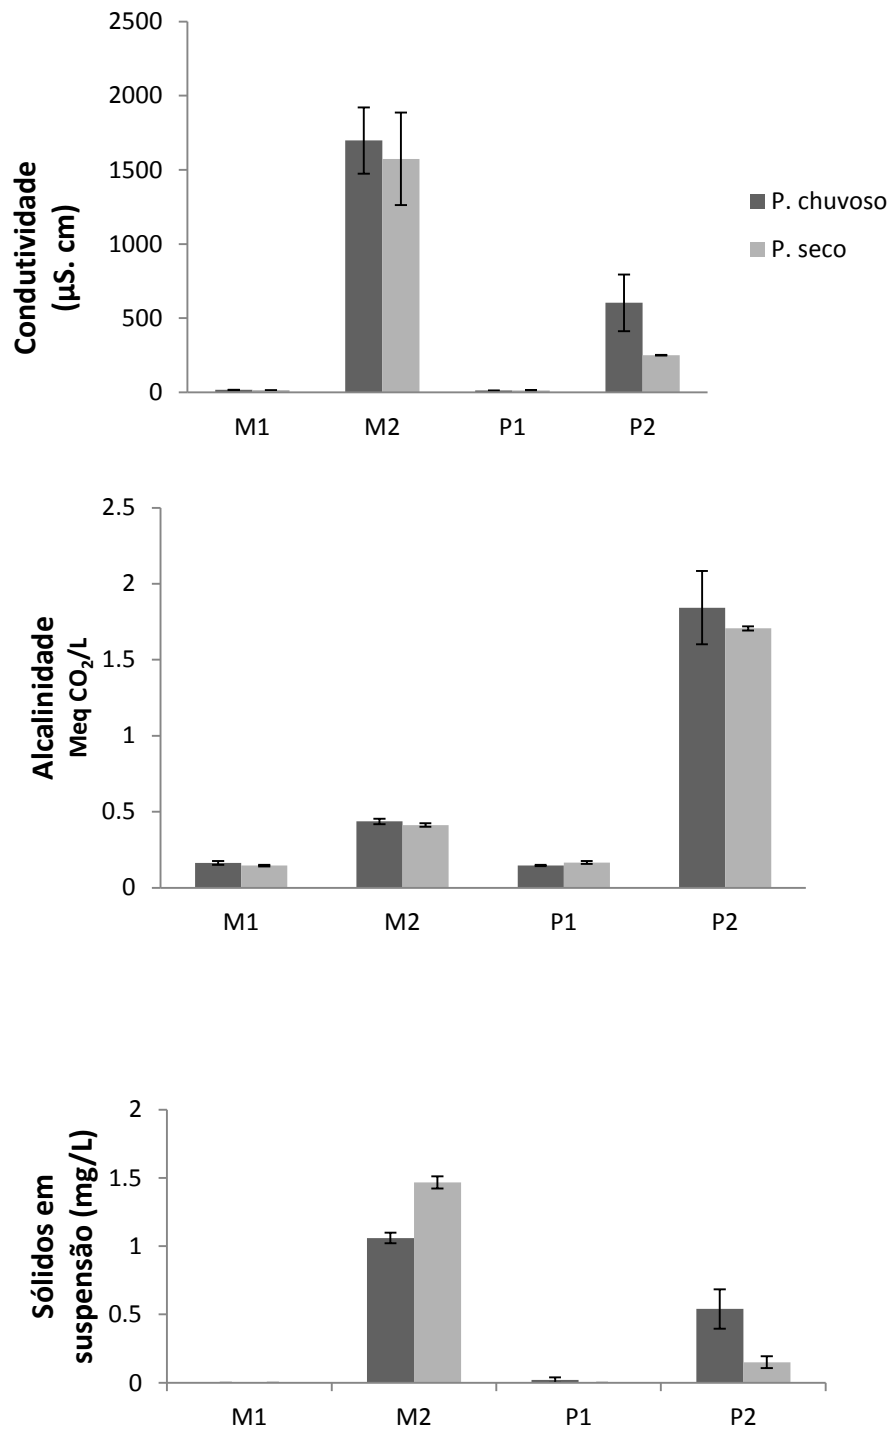 2500
2000
1500
1000
500
0
Condutividade
(µS. cm)
M1 M2 P1 P2
P. chuvoso
P. seco
2.5
2
1.5
1
0.5
0
Alcalinidade
Meq CO₂/L
M1 M2 P1 P2
2
1.5
1
0.5
0
Sólidos em
suspensão (mg/L)
M1 M2 P1 P2